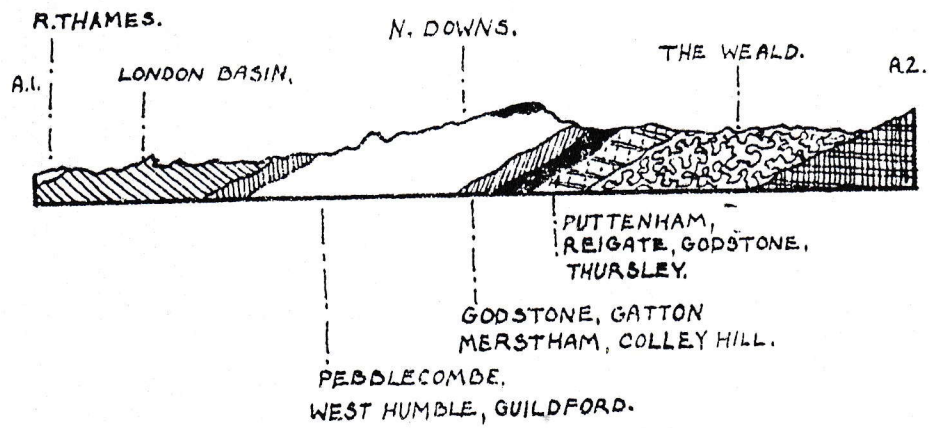 R.THAMES.
N. DOWNS.
THE WEALD.
A.1.
LONDON BASIN.
A2.
PUTTENHAM,
REIGATE, GODSTONE,
THURSLEY.
GODSTONE, GATTON
MERSTHAM, COLLEY HILL.
PEBBLECOMBE,
WEST HUMBLE, GUILDFORD.